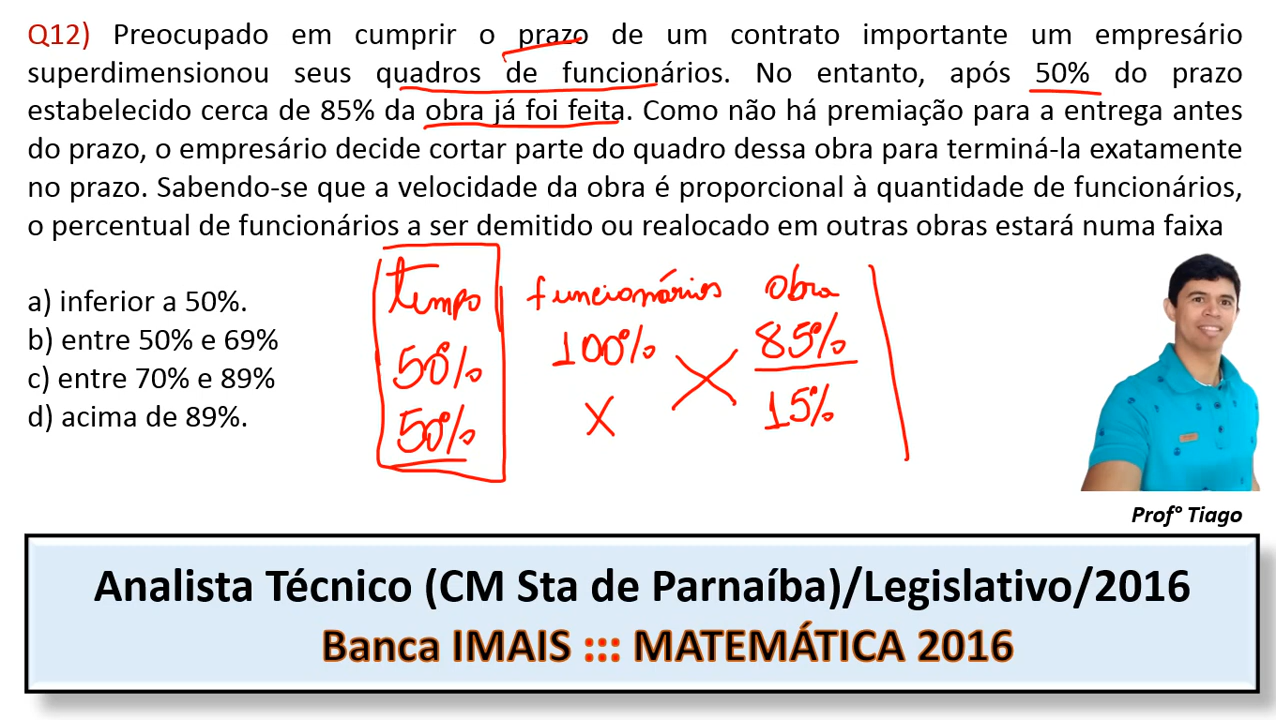 Q12) Preocupado em cumprir o prazo de um contrato importante um empresário
superdimensionou seus quadros de funcionários. No entanto, após 50% do prazo
estabelecido cerca de 85% da obra já foi feita. Como não há premiação para a entrega antes
do prazo, o empresário decide cortar parte do quadro dessa obra para terminá-la exatamente
no prazo. Sabendo-se que a velocidade da obra é proporcional à quantidade de funcionários,
o percentual de funcionários a ser demitido ou realocado em outras obras estará numa faixa
a) inferior a 50%.
b) entre 50% e 69%
c) entre 70% e 89%
d) acima de 89%.
tempo funcionários obra
50% 100% 85%
50% x 15%
Prof° Tiago
Analista Técnico (CM Sta de Parnaíba)/Legislativo/2016
Banca IMAIS ::: MATEMÁTICA 2016